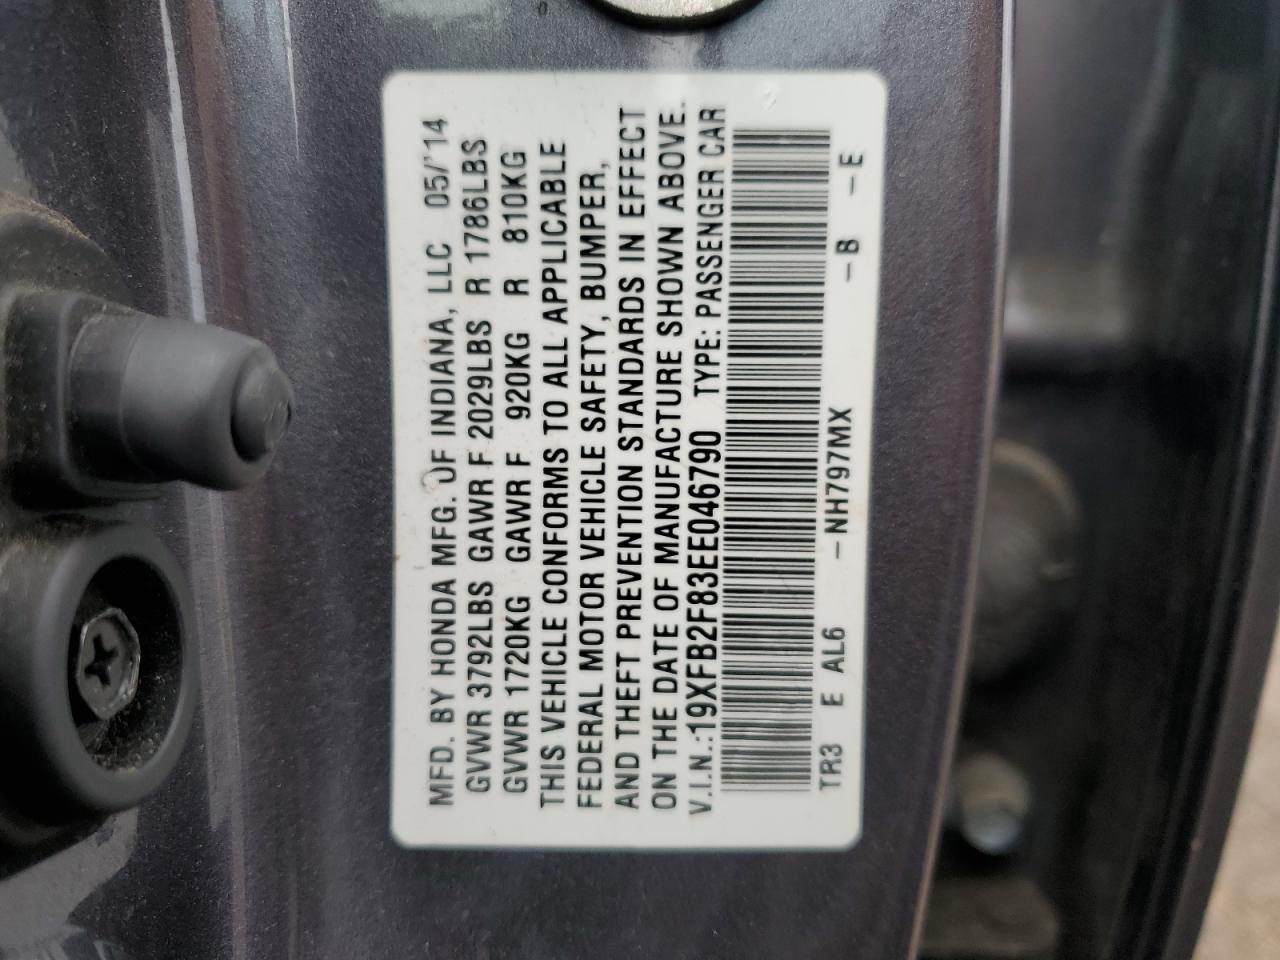 MFD. BY HONDA MFG. OF INDIANA, LLC 05/'14
GVWR 3792LBS GAWR F 2029LBS R 1786LBS
GVWR 1720KG GAWR F 920KG R 810KG
THIS VEHICLE CONFORMS TO ALL APPLICABLE
FEDERAL MOTOR VEHICLE SAFETY, BUMPER,
AND THEFT PREVENTION STANDARDS IN EFFECT
ON THE DATE OF MANUFACTURE SHOWN ABOVE.
V.I.N.:19XFB2F83EE046790 TYPE: PASSENGER CAR
TR3 E AL6 -NH797MX -B -E